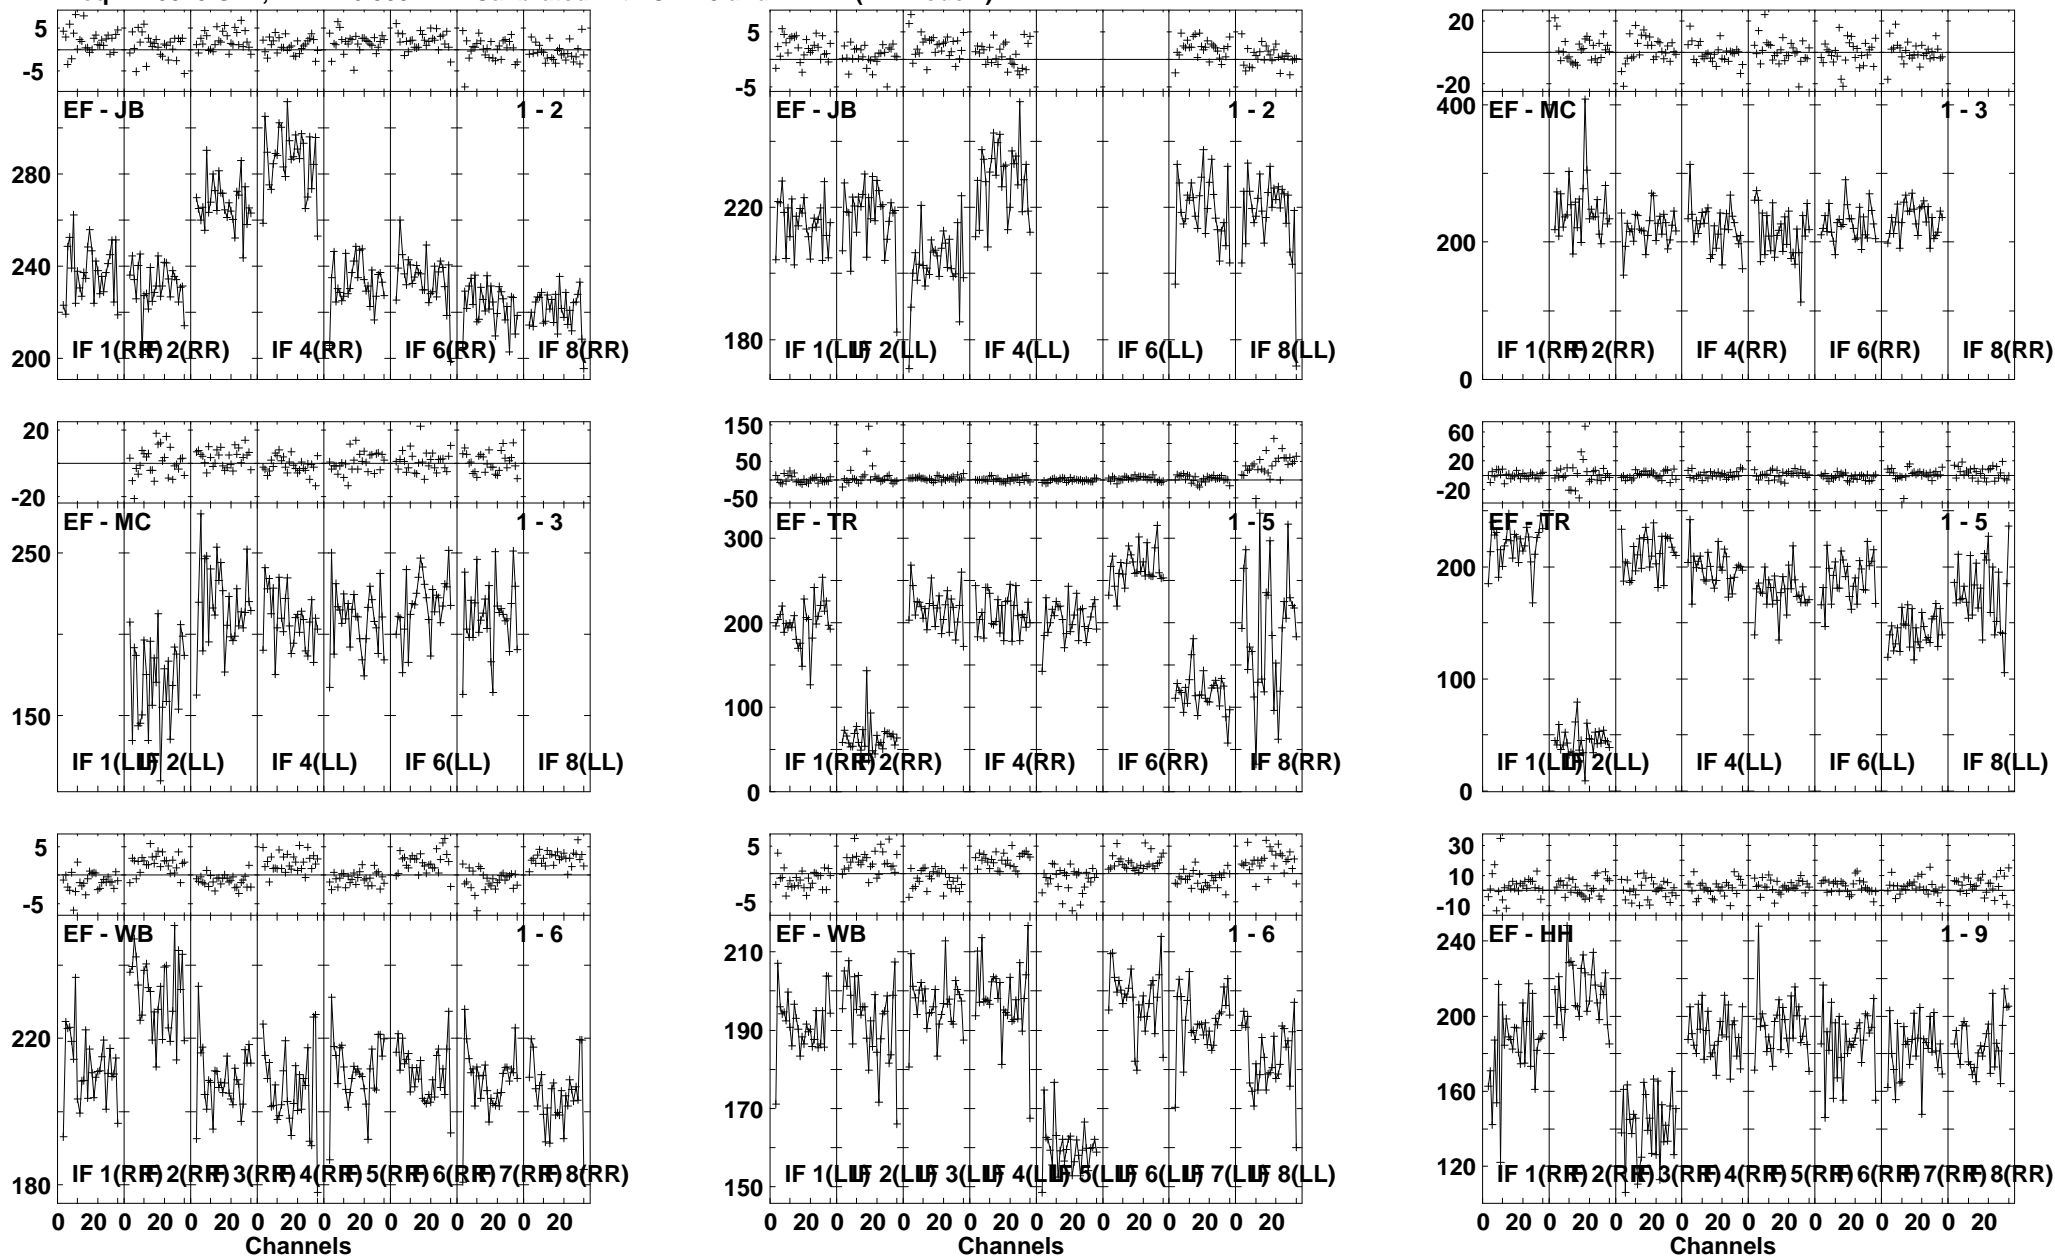 5
-5
EF - JB
1 - 2
280
240
200
IF 1(RR)
IF 2(RR)
IF 4(RR)
IF 6(RR)
IF 8(RR)
5
-5
EF - JB
1 - 2
220
180
IF 1(LL)
IF 2(LL)
IF 4(LL)
IF 6(LL)
IF 8(LL)
20
-20
EF - MC
1 - 3
400
200
0
IF 1(RR)
IF 2(RR)
IF 4(RR)
IF 6(RR)
IF 8(RR)
20
-20
EF - MC
1 - 3
250
150
IF 1(LL)
IF 2(LL)
IF 4(LL)
IF 6(LL)
IF 8(LL)
150
50
-50
EF - TR
1 - 5
300
200
100
0
IF 1(RR)
IF 2(RR)
IF 4(RR)
IF 6(RR)
IF 8(RR)
60
20
-20
EF - TR
1 - 5
200
100
0
IF 1(LL)
IF 2(LL)
IF 4(LL)
IF 6(LL)
IF 8(LL)
5
-5
EF - WB
1 - 6
220
180
IF 1(RR)
IF 2(RR)
IF 3(RR)
IF 4(RR)
IF 5(RR)
IF 6(RR)
IF 7(RR)
IF 8(RR)
0 20 0 20 0 20 0 20 0 20 0 20 0 20 0 20
Channels
5
-5
EF - WB
1 - 6
210
190
170
150
IF 1(LL)
IF 2(LL)
IF 3(LL)
IF 4(LL)
IF 5(LL)
IF 6(LL)
IF 7(LL)
IF 8(LL)
0 20 0 20 0 20 0 20 0 20 0 20 0 20 0 20
Channels
30
10
-10
EF - HH
1 - 9
240
200
160
120
IF 1(RR)
IF 2(RR)
IF 3(RR)
IF 4(RR)
IF 5(RR)
IF 6(RR)
IF 7(RR)
IF 8(RR)
0 20 0 20 0 20 0 20 0 20 0 20 0 20 0 20
Channels